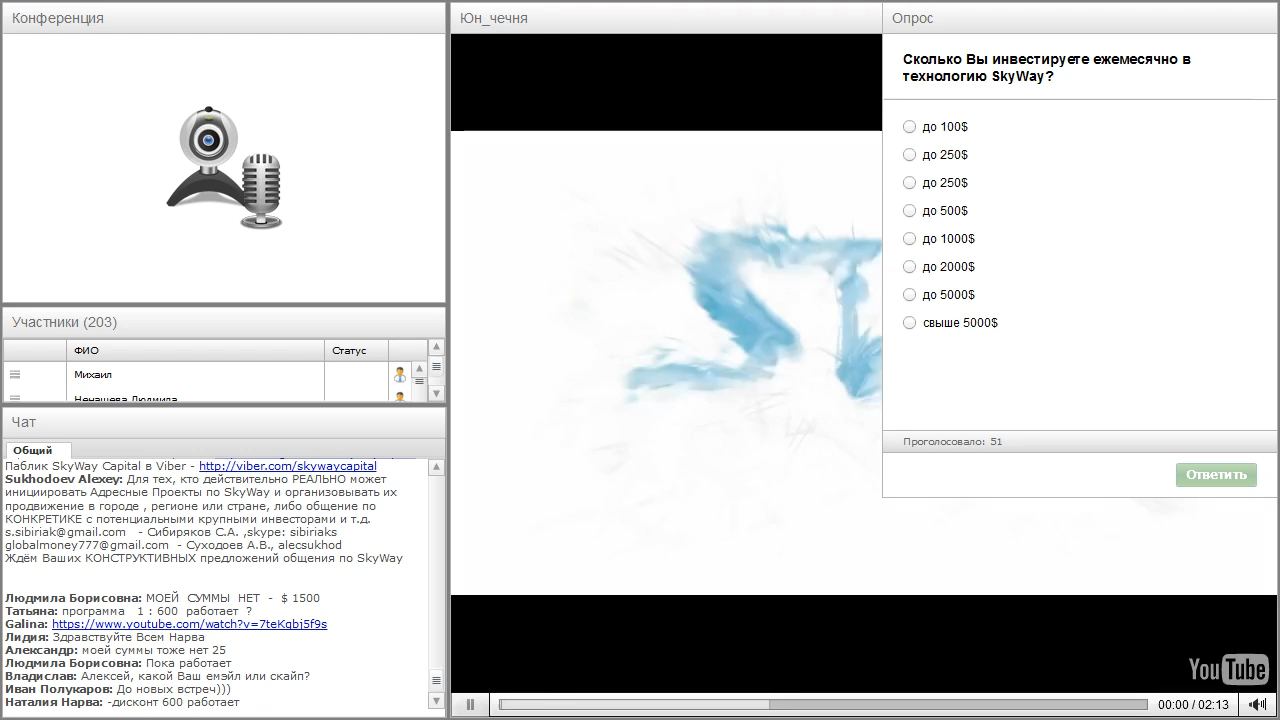 Конференция
Участники (203)
ФИО Статус
Михаил
Ненашева Людмила
Чат
Общий
Паблик SkyWay Capital в Viber - http://viber.com/skywaycapital
Sukhodoev Alexey: Для тех, кто действительно РЕАЛЬНО может
инициировать Адресные Проекты по SkyWay и организовывать их
продвижение в городе , регионе или стране, либо общение по
КОНКРЕТИКЕ с потенциальными крупными инвесторами и т.д.
s.sibiriak@gmail.com - Сибиряков С.А. ,skype: sibiriaks
globalmoney777@gmail.com - Суходоев А.В., alecsukhod
Ждём Ваших КОНСТРУКТИВНЫХ предложений общения по SkyWay
Людмила Борисовна: МОЕЙ СУММЫ НЕТ - $ 1500
Татьяна: программа 1 : 600 работает ?
Galina: https://www.youtube.com/watch?v=7teKqbj5f9s
Лидия: Здравствуйте Всем Нарва
Александр: моей суммы тоже нет 25
Людмила Борисовна: Пока работает
Владислав: Алексей, какой Ваш емэйл или скайп?
Иван Полукаров: До новых встреч)))
Наталия Нарва: -дисконт 600 работает
Юн_чечня
YouTube
00:00 / 02:13
Опрос
Сколько Вы инвестируете ежемесячно в
технологию SkyWay?
до 100$
до 250$
до 250$
до 500$
до 1000$
до 2000$
до 5000$
свыше 5000$
Проголосовало: 51
Ответить